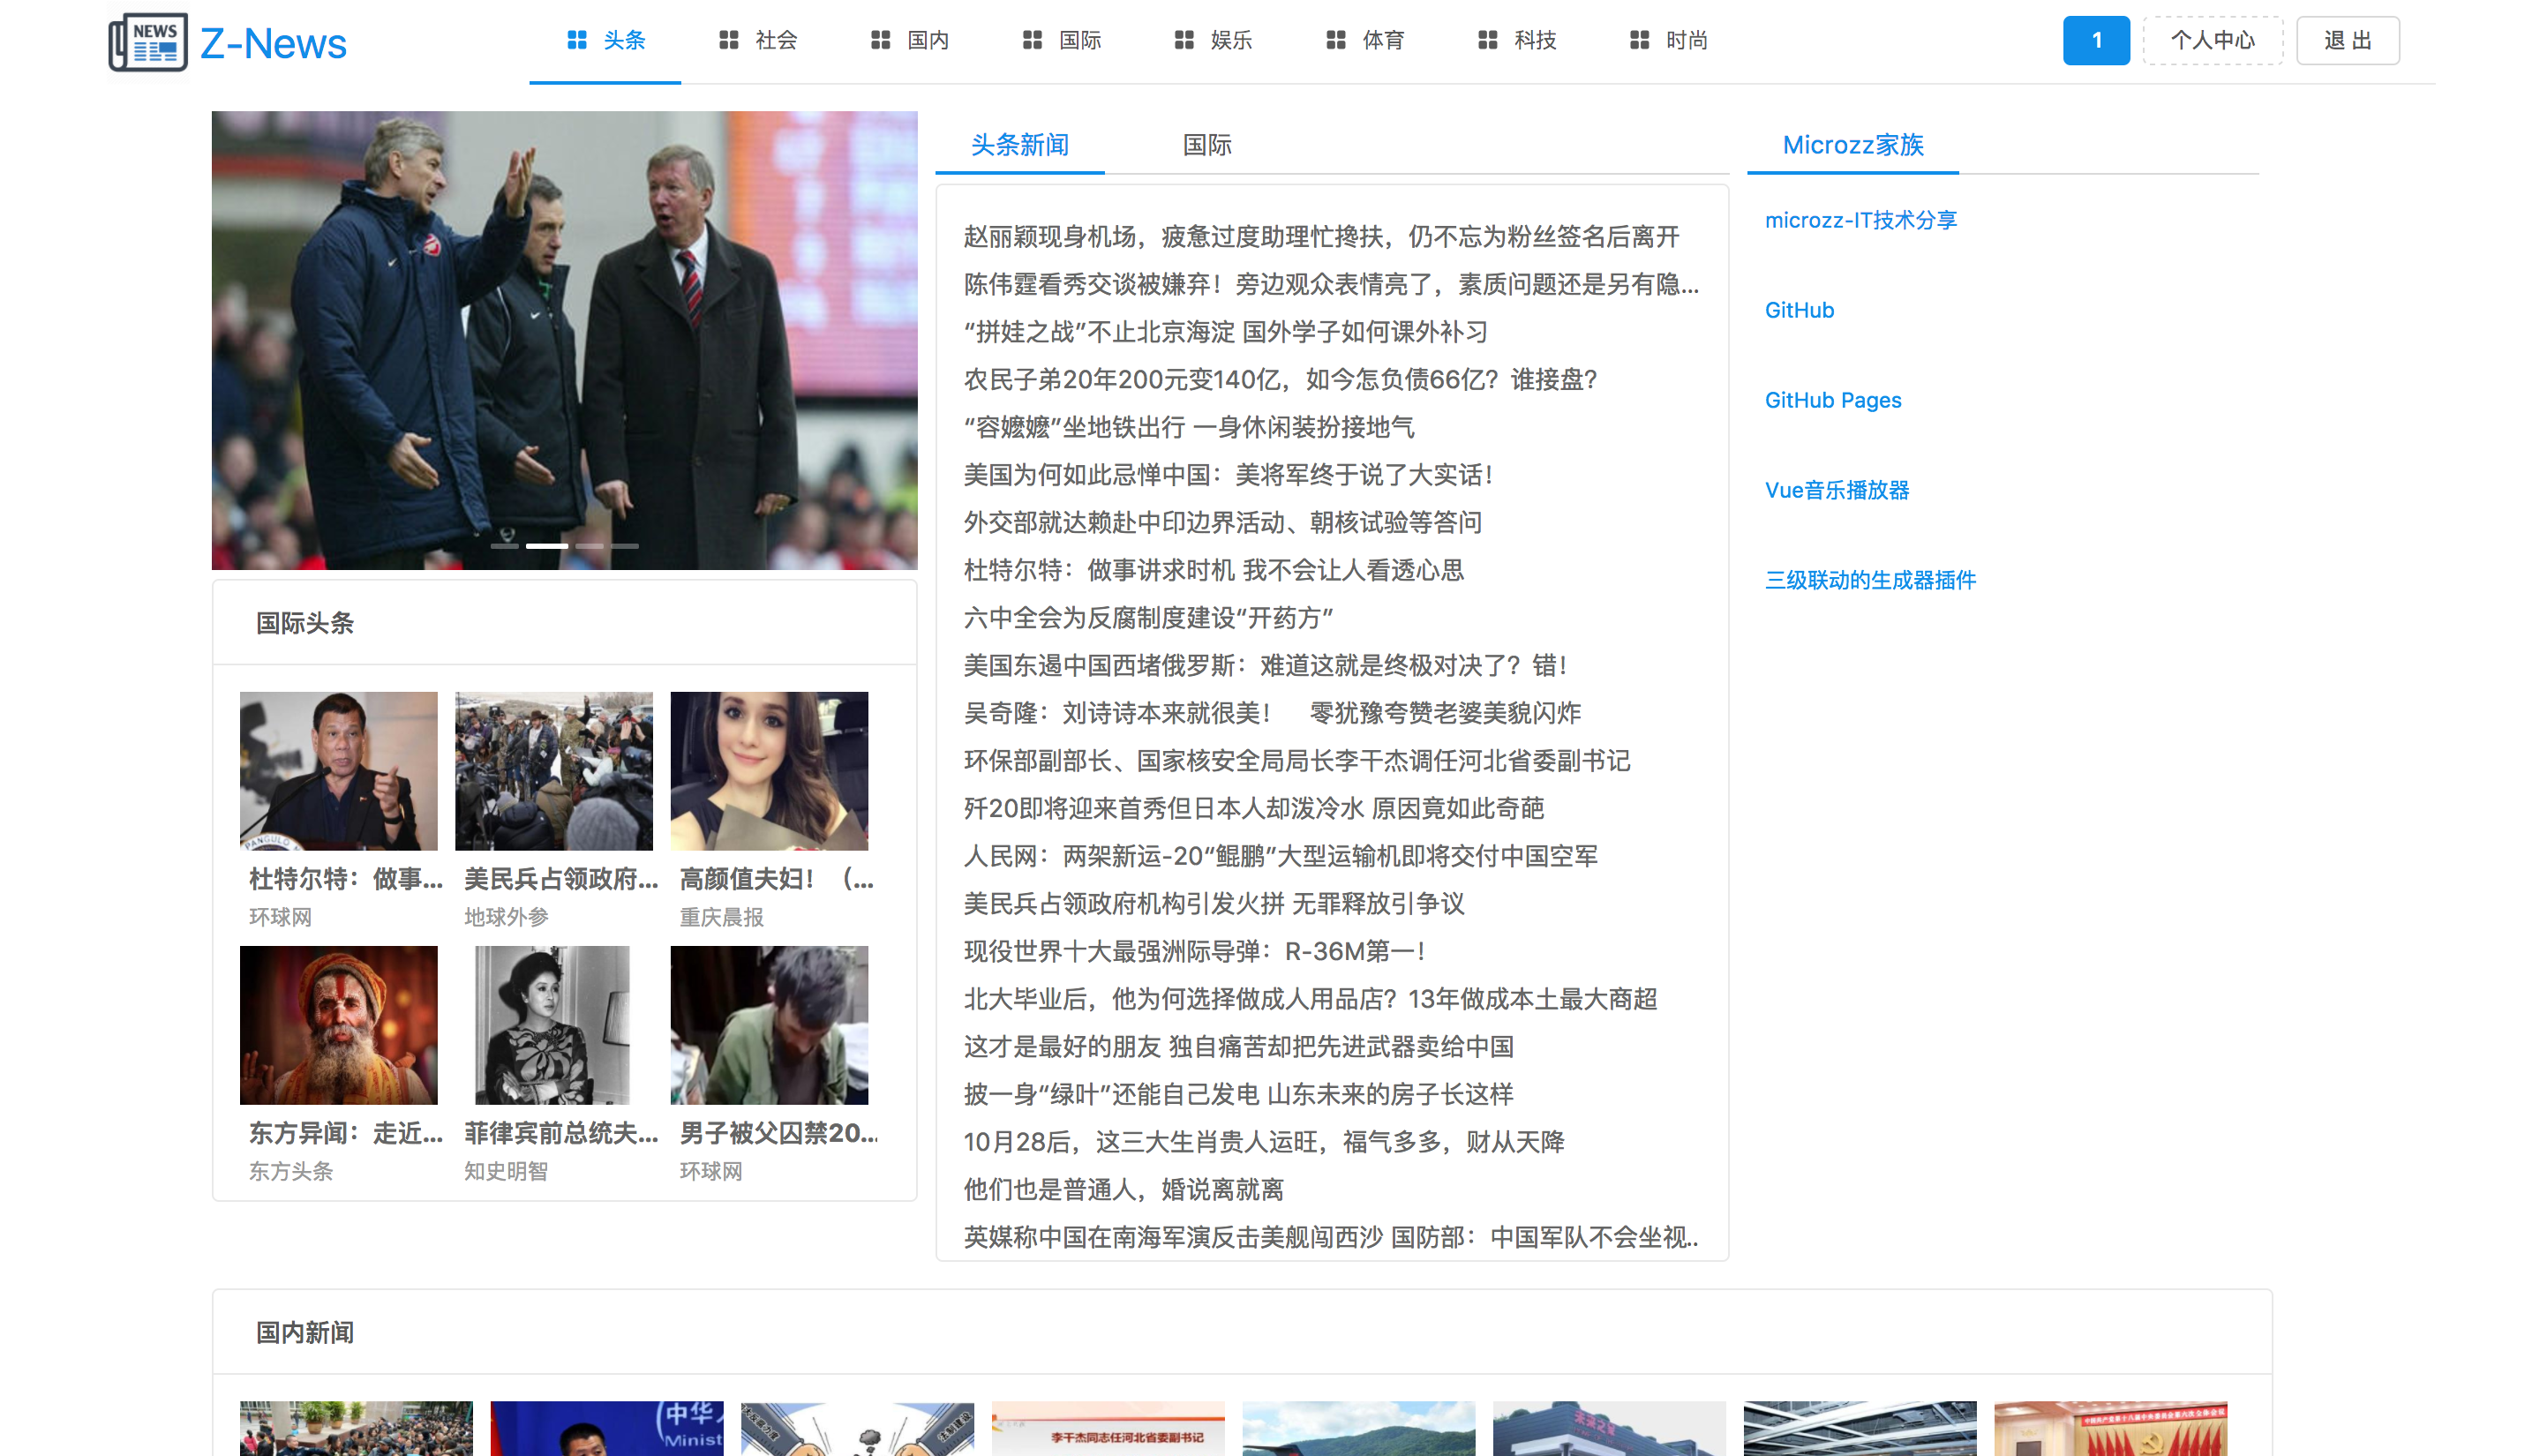 NEWS
Z-News
头条
社会
国内
国际
娱乐
体育
科技
时尚
1
个人中心
退 出
头条新闻
国际
赵丽颖现身机场，疲惫过度助理忙搀扶，仍不忘为粉丝签名后离开
陈伟霆看秀交谈被嫌弃！旁边观众表情亮了，素质问题还是另有隐...
“拼娃之战”不止北京海淀 国外学子如何课外补习
农民子弟20年200元变140亿，如今怎负债66亿？谁接盘？
“容嬷嬷”坐地铁出行 一身休闲装扮接地气
美国为何如此忌惮中国：美将军终于说了大实话！
外交部就达赖赴中印边界活动、朝核试验等答问
杜特尔特：做事讲求时机 我不会让人看透心思
六中全会为反腐制度建设“开药方”
美国东遏中国西堵俄罗斯：难道这就是终极对决了？错！
吴奇隆：刘诗诗本来就很美！　零犹豫夸赞老婆美貌闪炸
环保部副部长、国家核安全局局长李干杰调任河北省委副书记
歼20即将迎来首秀但日本人却泼冷水 原因竟如此奇葩
人民网：两架新运-20“鲲鹏”大型运输机即将交付中国空军
美民兵占领政府机构引发火拼 无罪释放引争议
现役世界十大最强洲际导弹：R-36M第一！
北大毕业后，他为何选择做成人用品店？13年做成本土最大商超
这才是最好的朋友 独自痛苦却把先进武器卖给中国
披一身“绿叶”还能自己发电 山东未来的房子长这样
10月28后，这三大生肖贵人运旺，福气多多，财从天降
他们也是普通人，婚说离就离
英媒称中国在南海军演反击美舰闯西沙 国防部：中国军队不会坐视..
Microzz家族
microzz-IT技术分享
GitHub
GitHub Pages
Vue音乐播放器
三级联动的生成器插件
国际头条
PANGULO
杜特尔特：做事...
环球网
美民兵占领政府...
地球外参
高颜值夫妇！（...
重庆晨报
东方异闻：走近...
东方头条
菲律宾前总统夫...
知史明智
男子被父囚禁20...
环球网
国内新闻
中华人
Minist
李干杰同志任河北省委副书记